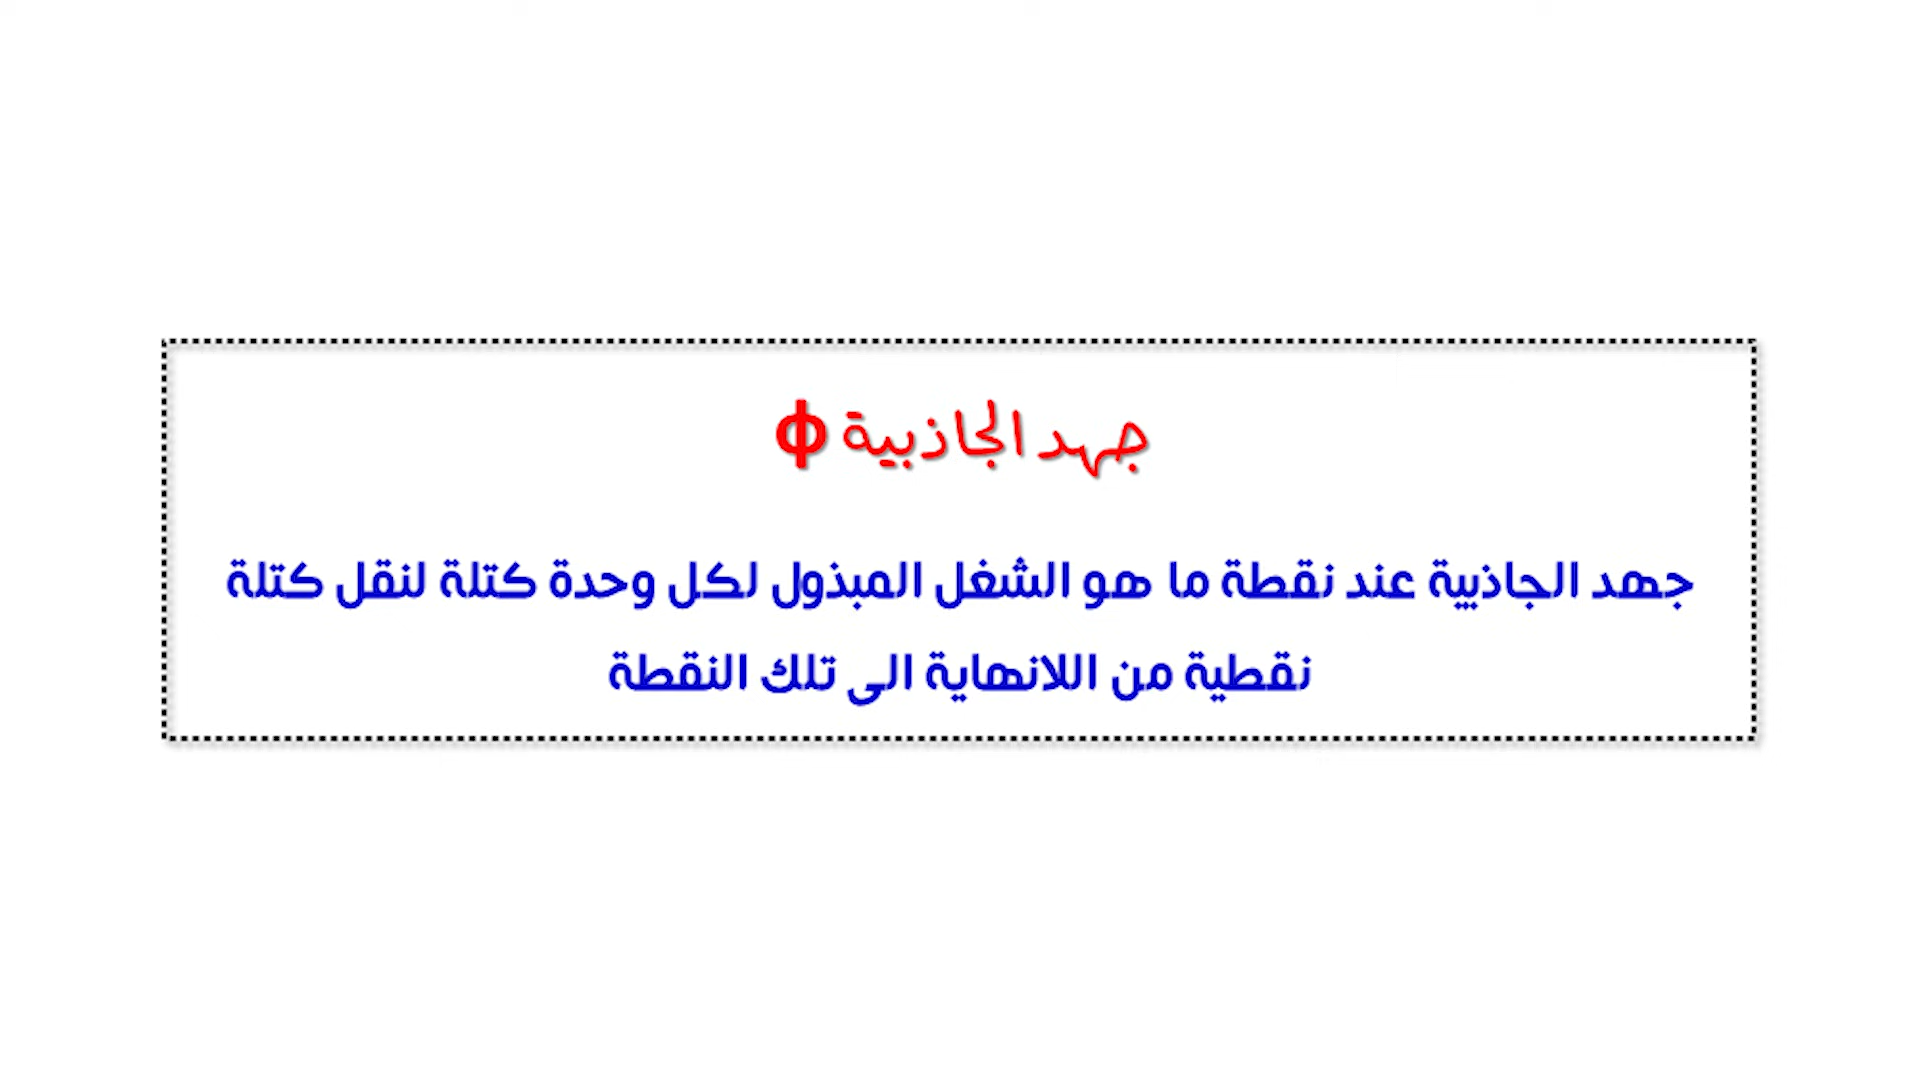 جهد الجاذبية ϕ
جهد الجاذبية عند نقطة ما هو الشغل المبذول لكل وحدة كتلة لنقل كتلة
نقطية من اللانهاية الى تلك النقطة